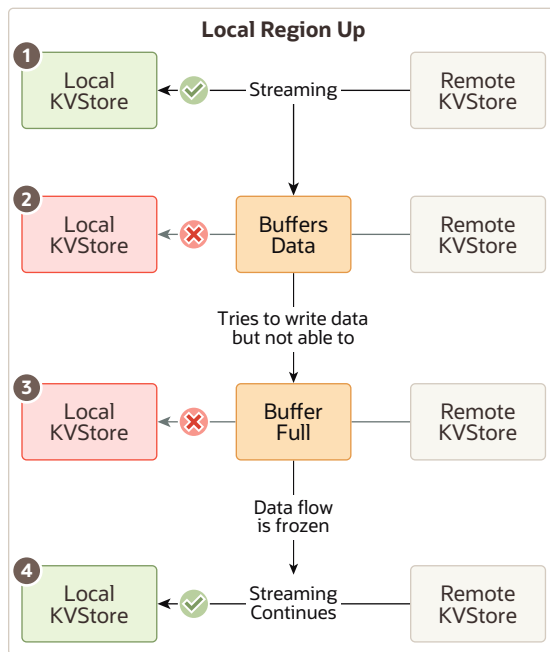 Local Region Up
1
Local
KVStore
Streaming
Remote
KVStore
2
Local
KVStore
Buffers
Data
Remote
KVStore
Tries to write data
but not able to
3
Local
KVStore
Buffer
Full
Remote
KVStore
Data flow
is frozen
4
Local
KVStore
Streaming
Continues
Remote
KVStore